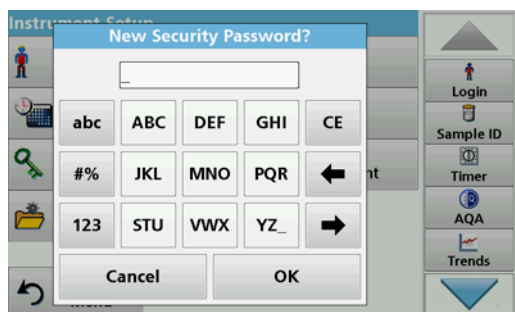 Instrument Setup
New Security Password?
_
abc ABC DEF GHI CE
#% JKL MNO PQR
123 STU VWX YZ_
Cancel OK
Menu
Login
Sample ID
Timer
AQA
Trends